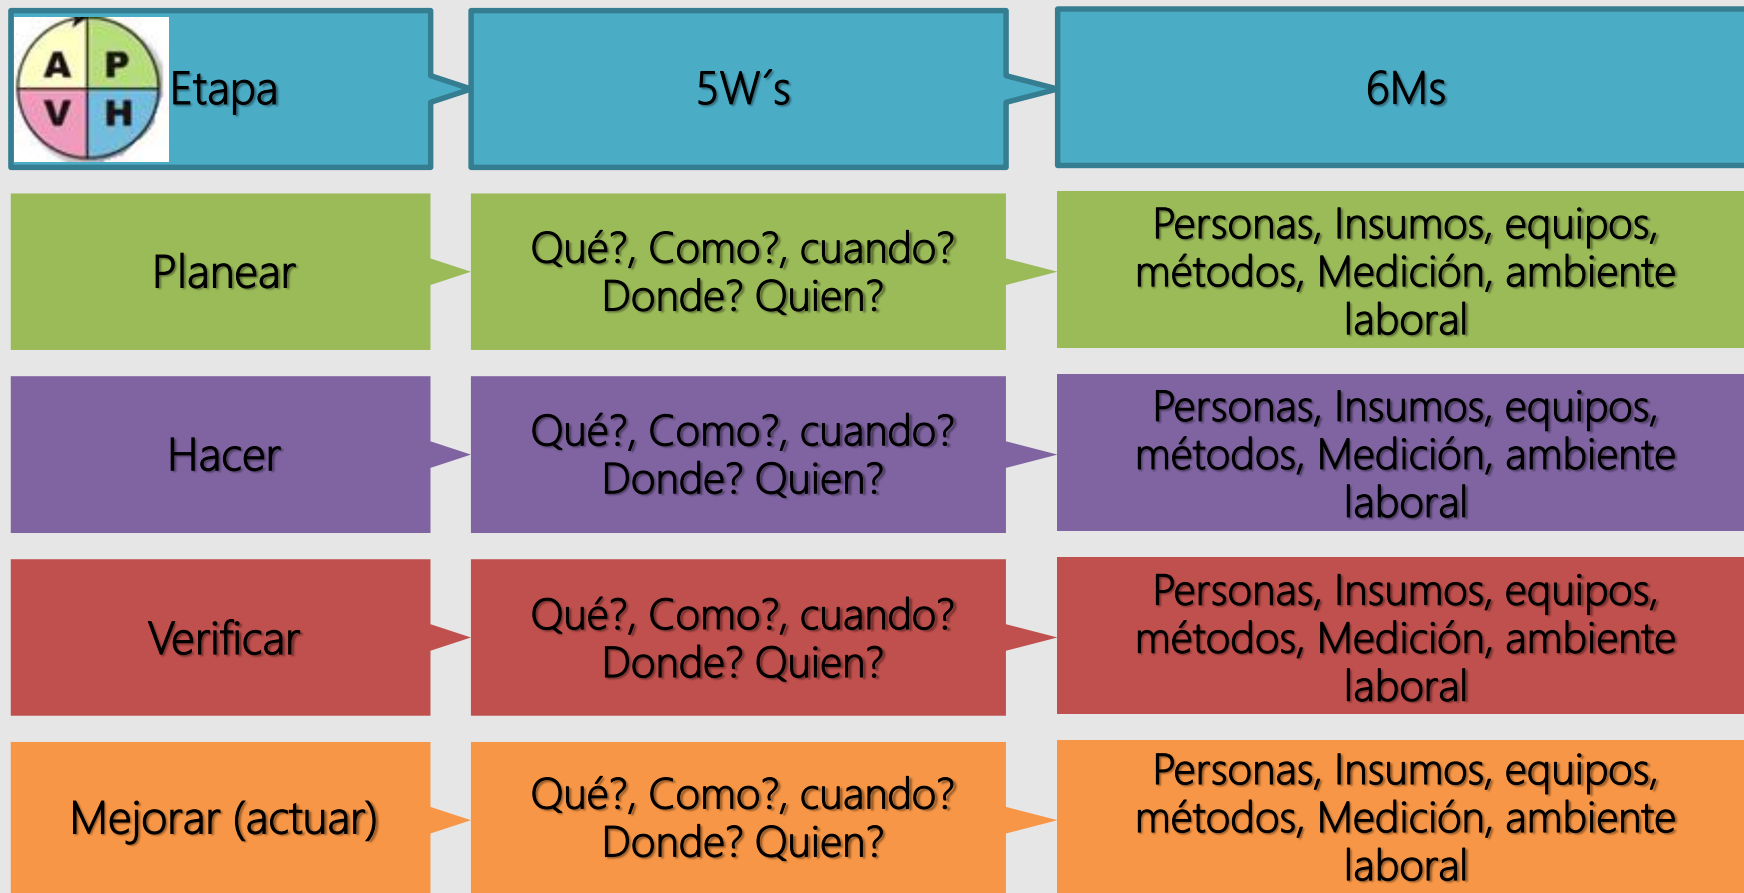 A P
V H
Etapa
5W´s
6Ms
Planear
Qué?, Como?, cuando?
Donde? Quien?
Personas, Insumos, equipos,
métodos, Medición, ambiente
laboral
Hacer
Qué?, Como?, cuando?
Donde? Quien?
Personas, Insumos, equipos,
métodos, Medición, ambiente
laboral
Verificar
Qué?, Como?, cuando?
Donde? Quien?
Personas, Insumos, equipos,
métodos, Medición, ambiente
laboral
Mejorar (actuar)
Qué?, Como?, cuando?
Donde? Quien?
Personas, Insumos, equipos,
métodos, Medición, ambiente
laboral